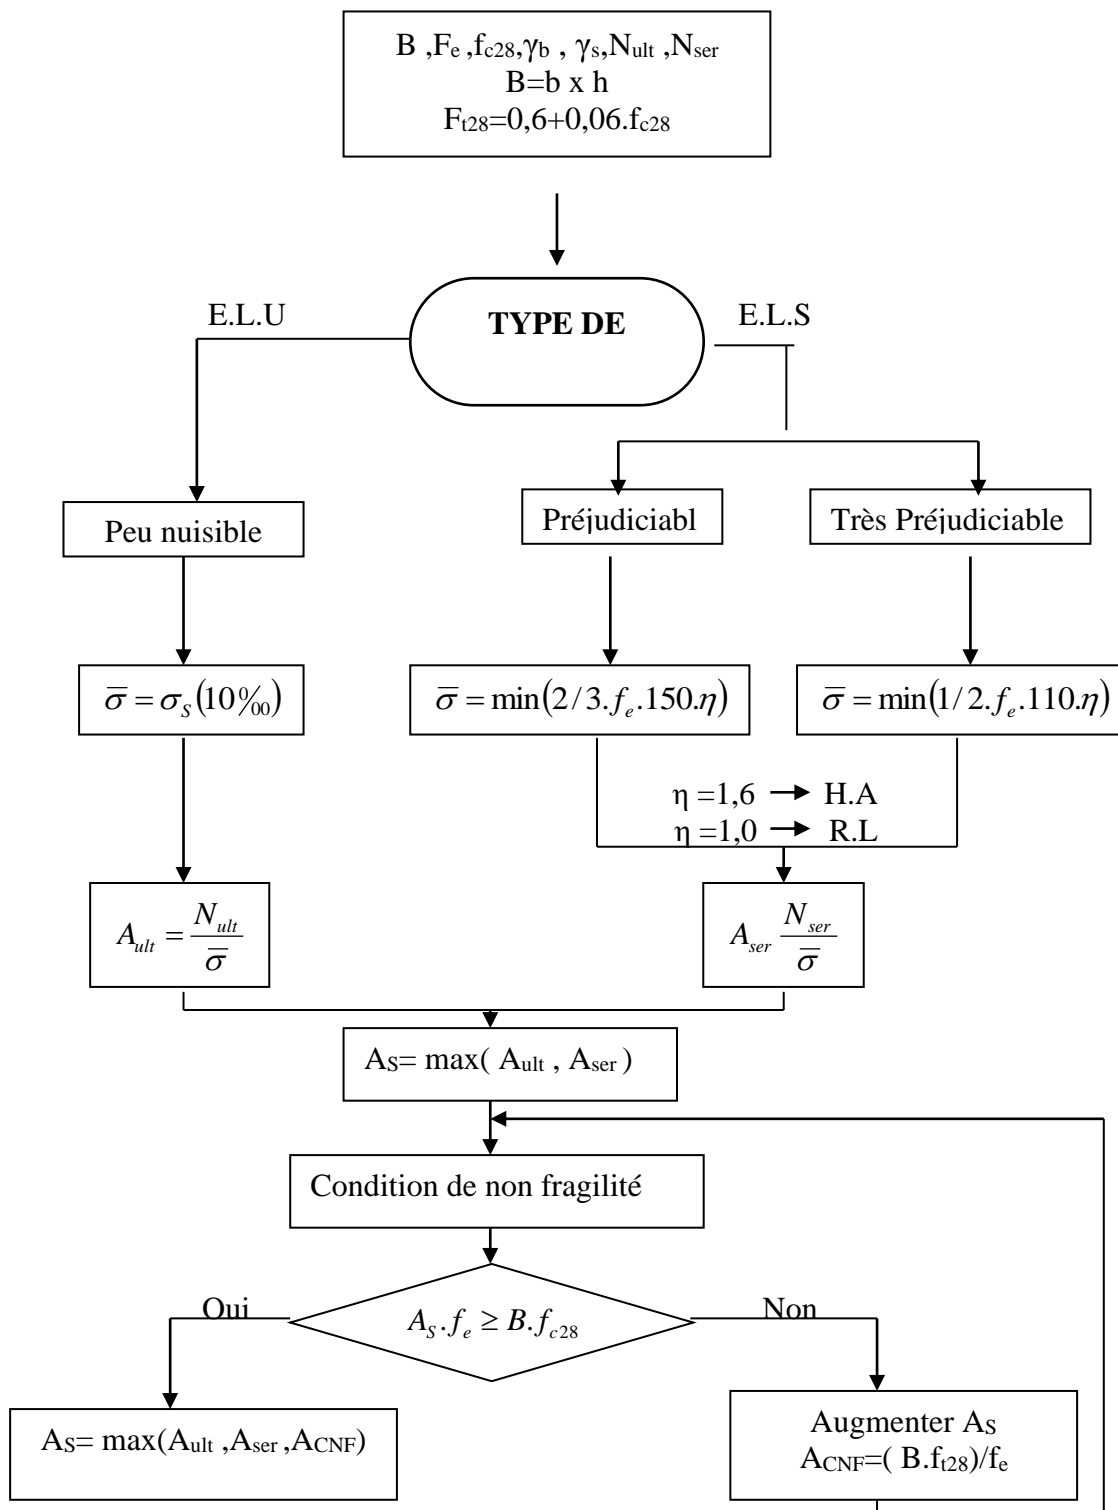 B ,Fe ,fc28,γb , γs,Nult ,Nser
B=b x h
Ft28=0,6+0,06.fc28
E.L.U
TYPE DE
E.L.S
Peu nuisible
Préjudiciabl
Très Préjudiciable
σ̅ = σS(10‰)
σ̅ = min(2/3.fe.150.η)
σ̅ = min(1/2.fe.110.η)
η =1,6 → H.A
η =1,0 → R.L
Ault = Nult / σ̅
Aser Nser / σ̅
AS= max( Ault , Aser )
Condition de non fragilité
Oui
AS.fe ≥ B.fc28
Non
AS= max(Ault ,Aser ,ACNF)
Augmenter AS
ACNF=( B.ft28)/fe